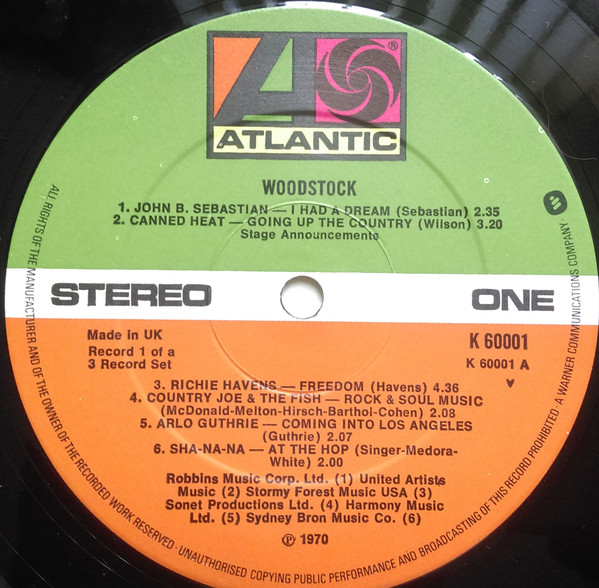 ®
ATLANTIC
WOODSTOCK
1. JOHN B. SEBASTIAN — I HAD A DREAM (Sebastian) 2.35
2. CANNED HEAT — GOING UP THE COUNTRY (Wilson) 3.20
Stage Announcements
STEREO
ONE
Made in UK
Record 1 of a
3 Record Set
K 60001
K 60001 A
3. RICHIE HAVENS — FREEDOM (Havens) 4.36
4. COUNTRY JOE & THE FISH — ROCK & SOUL MUSIC
(McDonald-Melton-Hirsch-Barthol-Cohen) 2.08
5. ARLO GUTHRIE — COMING INTO LOS ANGELES
(Guthrie) 2.07
6. SHA-NA-NA — AT THE HOP (Singer-Medora-
White) 2.00
Robbins Music Corp. Ltd. (1) United Artists
Music (2) Stormy Forest Music USA (3)
Sonet Productions Ltd. (4) Harmony Music
Ltd. (5) Sydney Bron Music Co. (6)
℗ 1970
ALL RIGHTS OF THE MANUFACTURER AND OF THE OWNER OF THE RECORDED WORK RESERVED · UNAUTHORISED COPYING PUBLIC PERFORMANCE AND BROADCASTING OF THIS RECORD PROHIBITED · A WARNER COMMUNICATIONS COMPANY ·